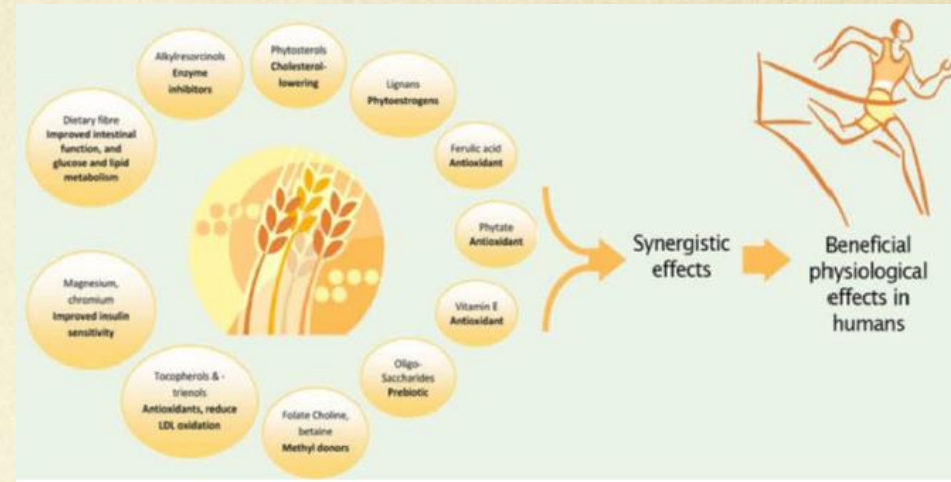 Alkylresorcinols
Enzyme
inhibitors
Phytosterols
Cholesterol-
lowering
Lignans
Phytoestrogens
Ferulic acid
Antioxidant
Phytate
Antioxidant
Vitamin E
Antioxidant
Oligo-
Saccharides
Prebiotic
Folate Choline,
betaine
Methyl donors
Tocopherols & -
trienols
Antioxidants, reduce
LDL oxidation
Magnesium,
chromium
Improved insulin
sensitivity
Dietary fibre
Improved intestinal
function, and
glucose and lipid
metabolism
Synergistic
effects
Beneficial
physiological
effects in
humans